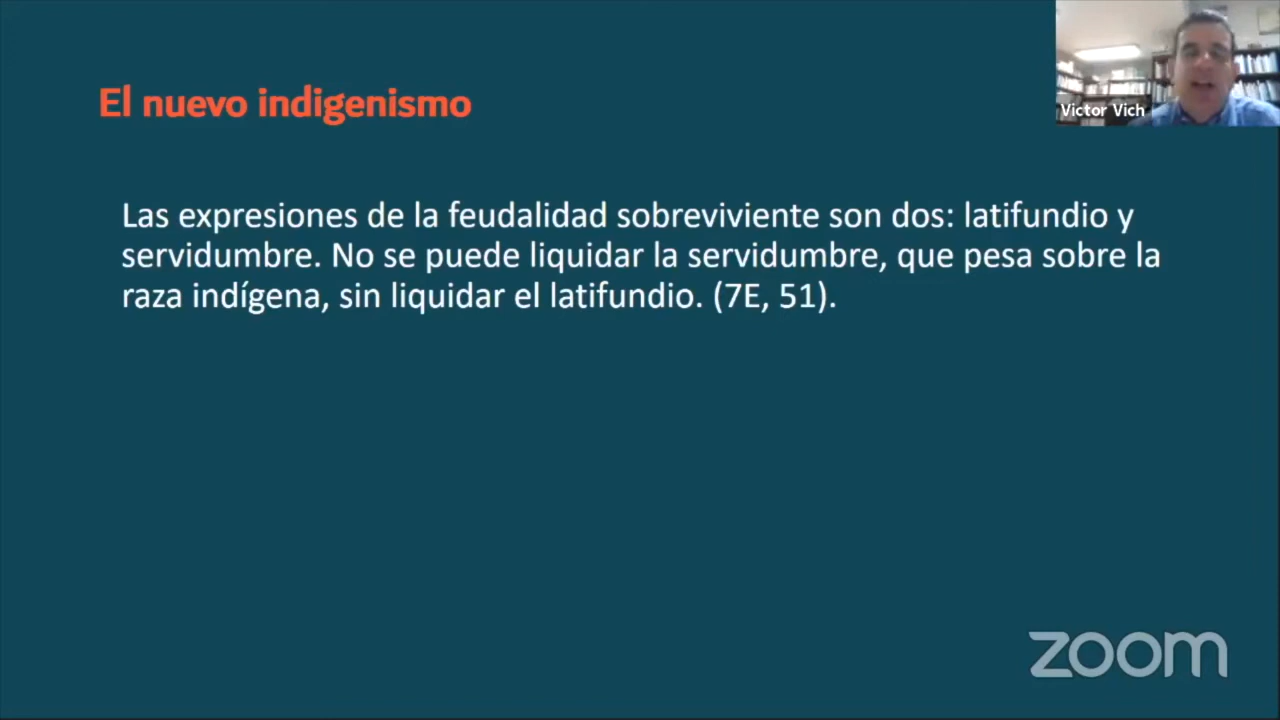 Victor Vich
El nuevo indigenismo
Las expresiones de la feudalidad sobreviviente son dos: latifundio y
servidumbre. No se puede liquidar la servidumbre, que pesa sobre la
raza indígena, sin liquidar el latifundio. (7E, 51).
zoom